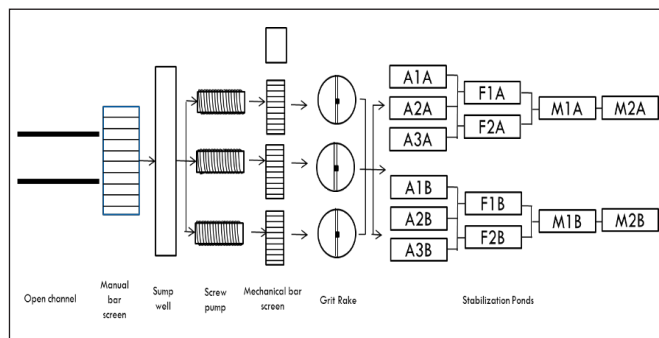 A1A
F1A
A2A
M1A
M2A
F2A
A3A
A1B
F1B
A2B
M1B
M2B
F2B
A3B
Open channel
Manual
bar
screen
Sump
well
Screw
pump
Mechanical bar
screen
Grit Rake
Stabilization Ponds